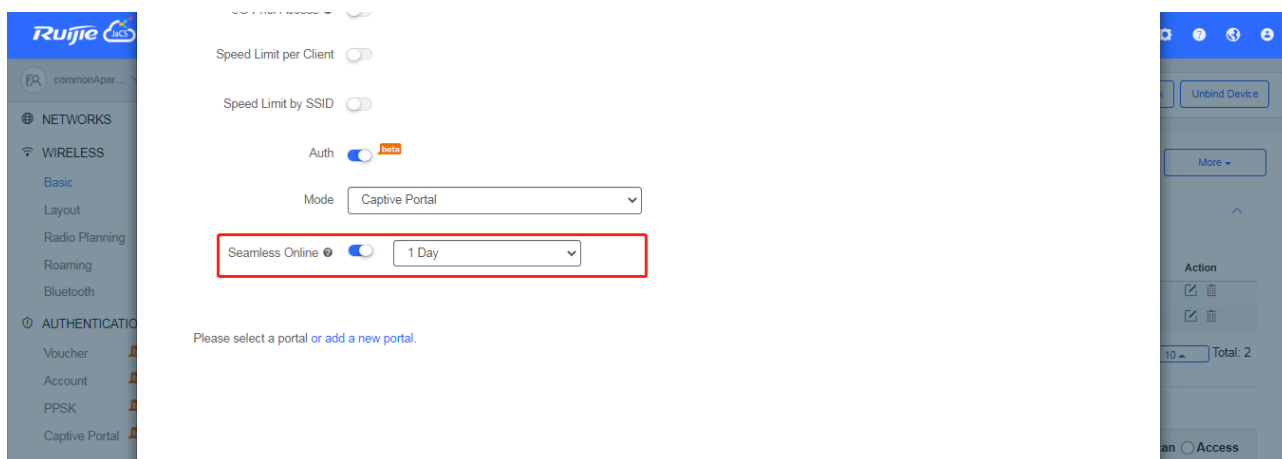 Ruijie JaCS
Speed Limit per Client
commonApar...
Unbind Device
Speed Limit by SSID
NETWORKS
WIRELESS
Auth
beta
More
Basic
Mode
Captive Portal
Layout
Radio Planning
Seamless Online
1 Day
Roaming
Action
Bluetooth
AUTHENTICATIO
Please select a portal or add a new portal.
Voucher
10
Total: 2
Account
PPSK
Captive Portal
an
Access